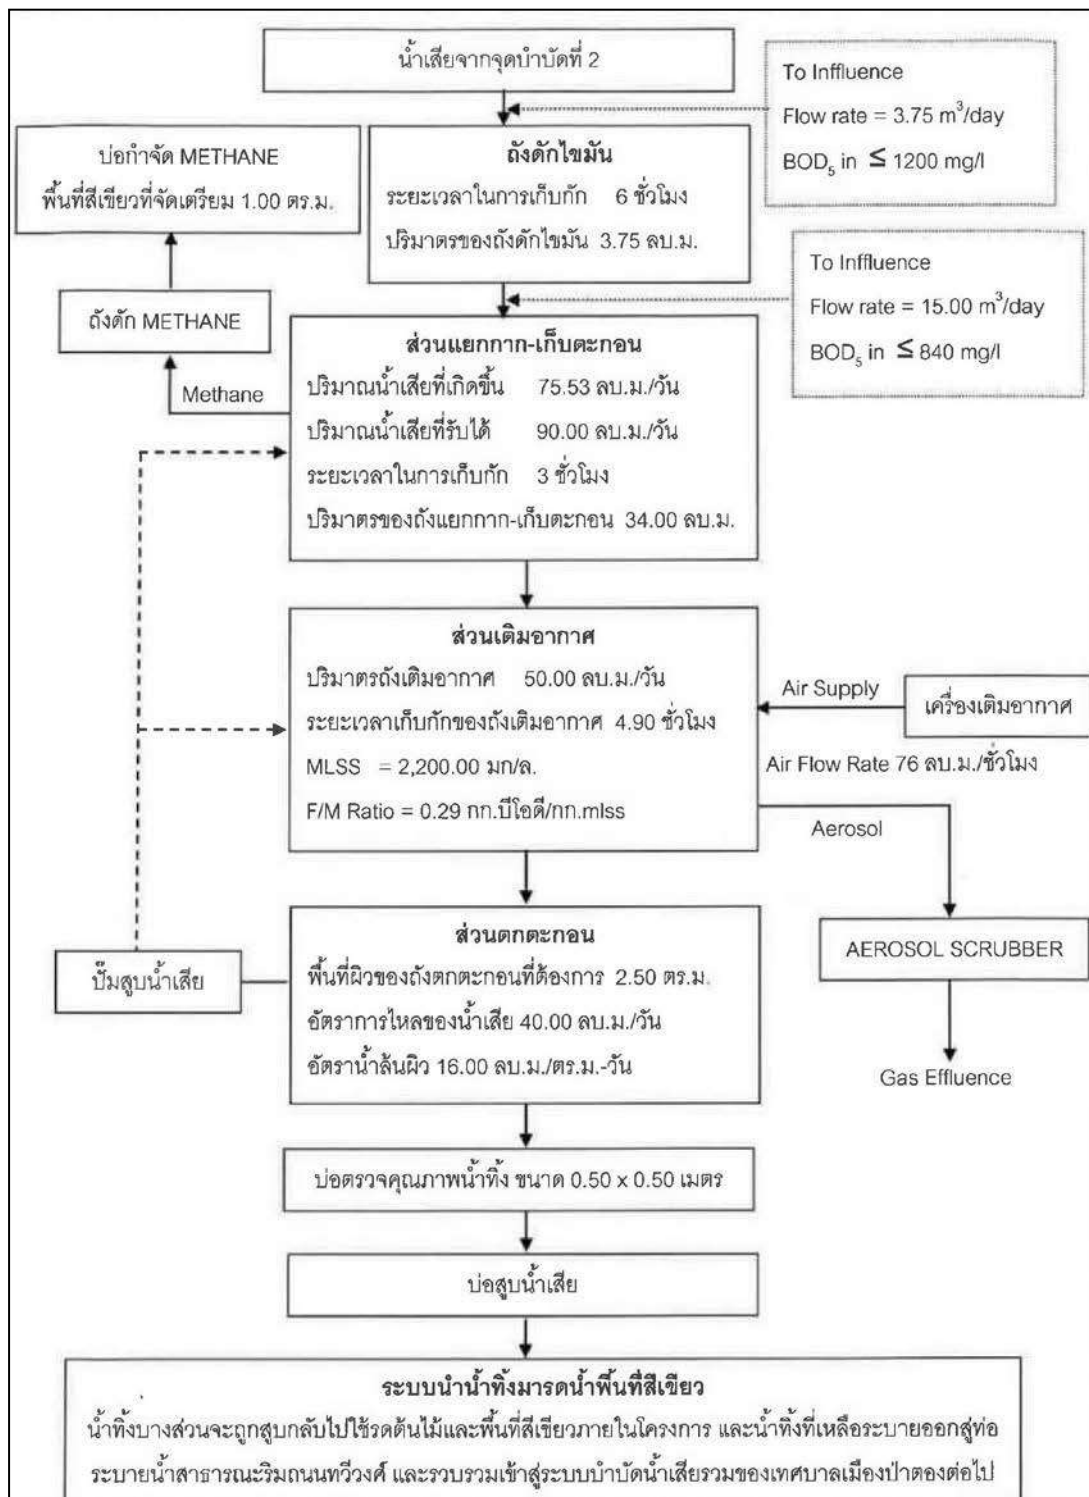 น้ำเสียจากจุดบำบัดที่ 2
To Inffluence
Flow rate = 3.75 m³/day
BOD₅ in ≤ 1200 mg/l
บ่อกำจัด METHANE
พื้นที่สีเขียวที่จัดเตรียม 1.00 ตร.ม.
ถังดักไขมัน
ระยะเวลาในการเก็บกัก 6 ชั่วโมง
ปริมาตรของถังดักไขมัน 3.75 ลบ.ม.
To Inffluence
Flow rate = 15.00 m³/day
BOD₅ in ≤ 840 mg/l
ถังดัก METHANE
Methane
ส่วนแยกกาก-เก็บตะกอน
ปริมาณน้ำเสียที่เกิดขึ้น 75.53 ลบ.ม./วัน
ปริมาณน้ำเสียที่รับได้ 90.00 ลบ.ม./วัน
ระยะเวลาในการเก็บกัก 3 ชั่วโมง
ปริมาตรของถังแยกกาก-เก็บตะกอน 34.00 ลบ.ม.
ส่วนเติมอากาศ
ปริมาตรถังเติมอากาศ 50.00 ลบ.ม./วัน
ระยะเวลาเก็บกักของถังเติมอากาศ 4.90 ชั่วโมง
MLSS = 2,200.00 มก/ล.
F/M Ratio = 0.29 กก.บีโอดี/กก.mlss
Air Supply
เครื่องเติมอากาศ
Air Flow Rate 76 ลบ.ม./ชั่วโมง
Aerosol
ส่วนตกตะกอน
พื้นที่ผิวของถังตกตะกอนที่ต้องการ 2.50 ตร.ม.
อัตราการไหลของน้ำเสีย 40.00 ลบ.ม./วัน
อัตราน้ำล้นผิว 16.00 ลบ.ม./ตร.ม.-วัน
ปั๊มสูบน้ำเสีย
AEROSOL SCRUBBER
Gas Effluence
บ่อตรวจคุณภาพน้ำทิ้ง ขนาด 0.50 x 0.50 เมตร
บ่อสูบน้ำเสีย
ระบบนำน้ำทิ้งมารดน้ำพื้นที่สีเขียว
น้ำทิ้งบางส่วนจะถูกสูบกลับไปใช้รดต้นไม้และพื้นที่สีเขียวภายในโครงการ และน้ำทิ้งที่เหลือระบายออกสู่ท่อ
ระบายน้ำสาธารณะริมถนนทวีวงศ์ และรวบรวมเข้าสู่ระบบบำบัดน้ำเสียรวมของเทศบาลเมืองป่าตองต่อไป